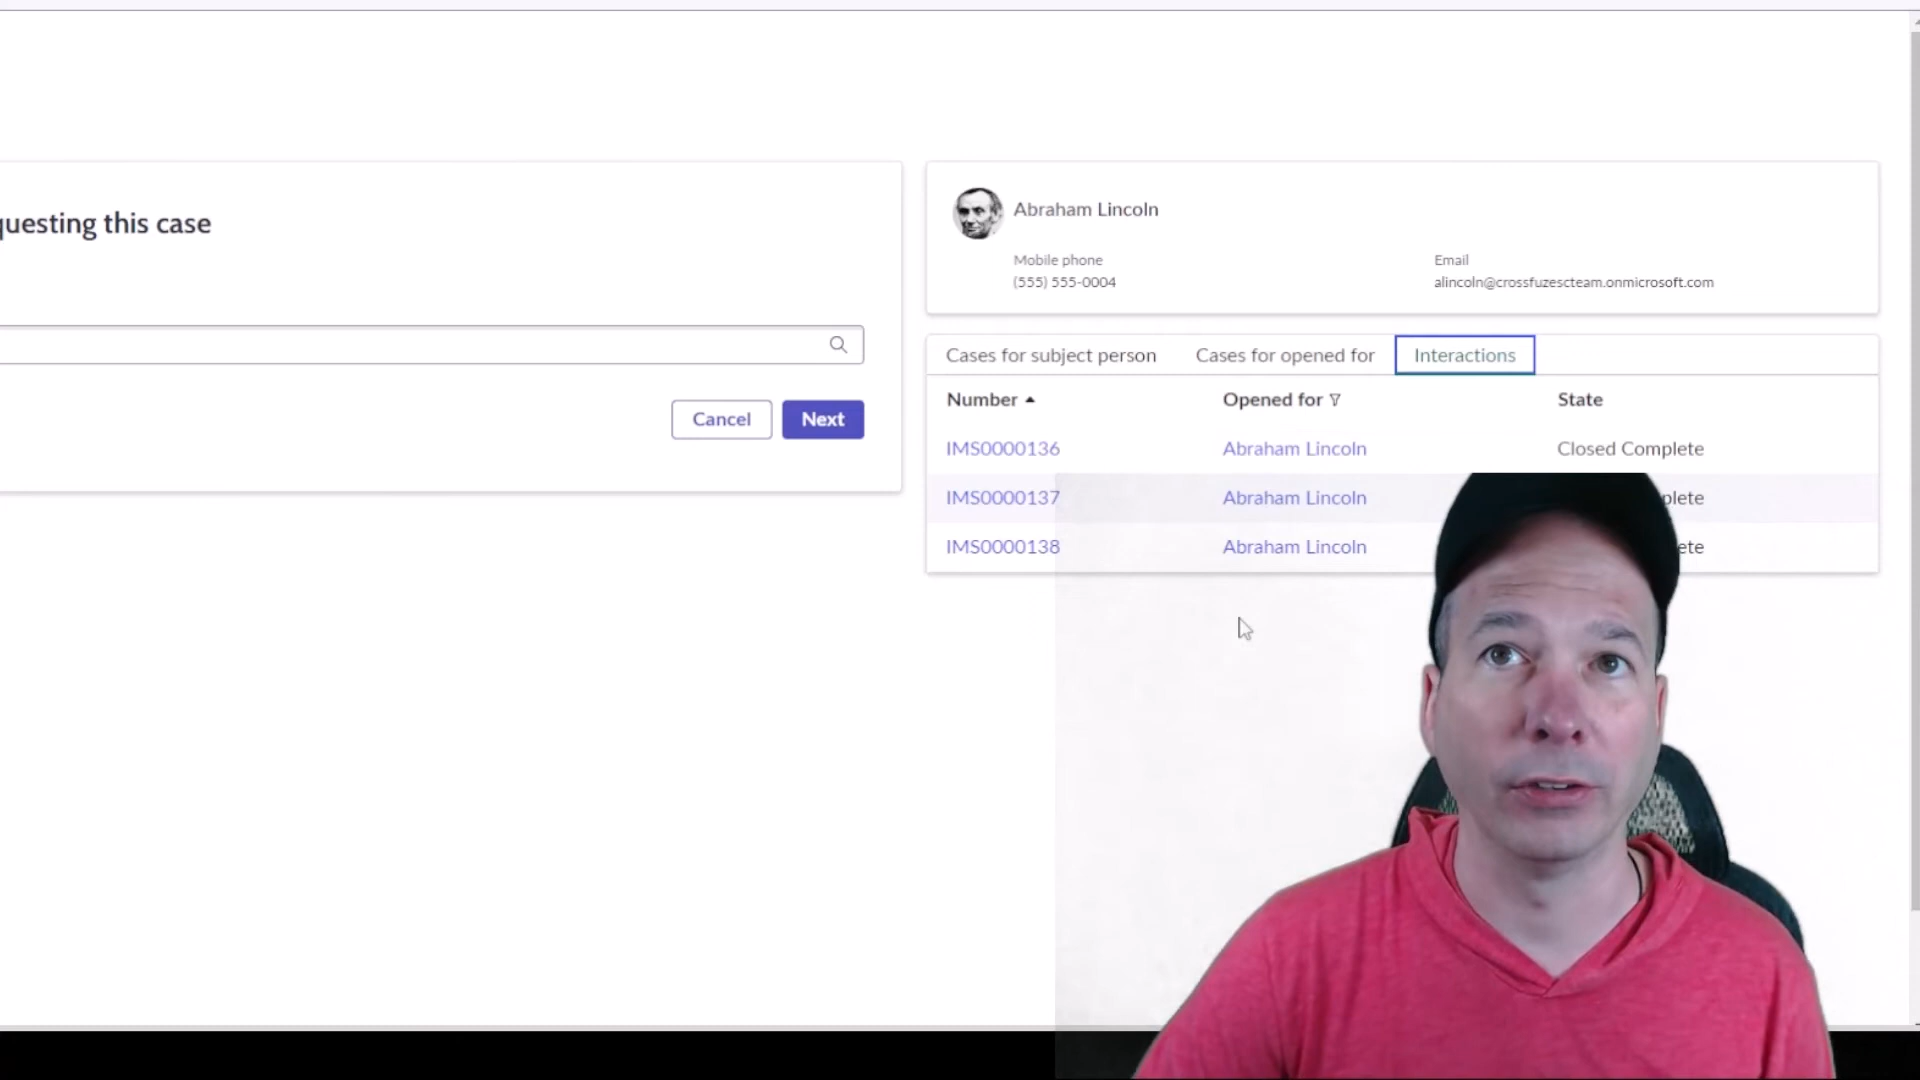 questing this case
Cancel
Next
Abraham Lincoln
Mobile phone
(555) 555-0004
Email
alincoln@crossfuzescteam.onmicrosoft.com
Cases for subject person
Cases for opened for
Interactions
Number
Opened for
State
IMS0000136
Abraham Lincoln
Closed Complete
IMS0000137
Abraham Lincoln
plete
IMS0000138
Abraham Lincoln
ete